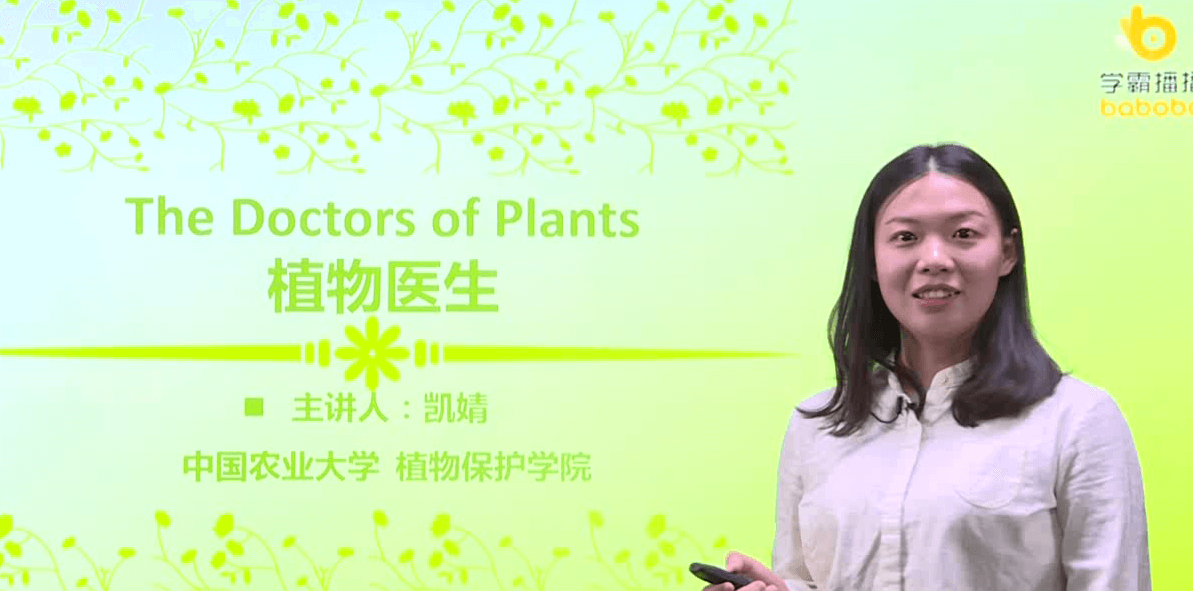 学霸播播
The Doctors of Plants
植物医生
主讲人：凯婧
中国农业大学 植物保护学院